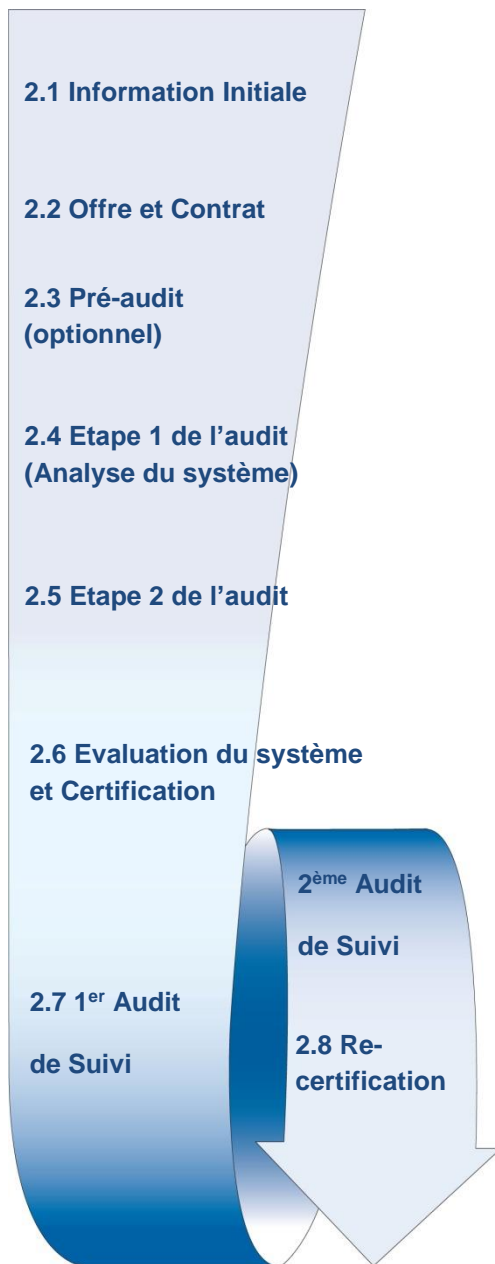 2.1 Information Initiale
2.2 Offre et Contrat
2.3 Pré-audit
(optionnel)
2.4 Etape 1 de l’audit
(Analyse du système)
2.5 Etape 2 de l’audit
2.6 Evaluation du système
et Certification
2.7 1er Audit
de Suivi
2ème Audit
de Suivi
2.8 Re-
certification